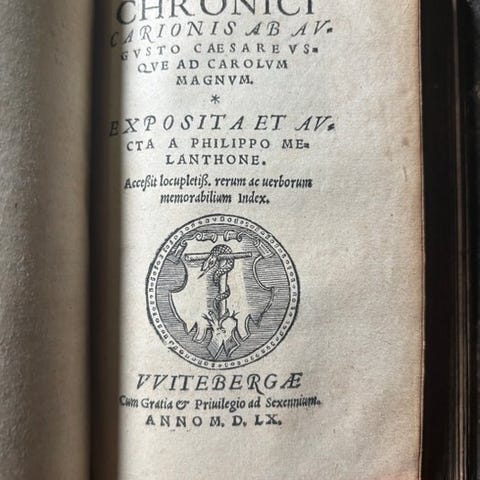 CHRONICI
CARIONIS AB AV-
GVSTO CAESARE VS-
QVE AD CAROLVM
MAGNVM.
*
EXPOSITA ET AV-
CTA A PHILIPPO ME-
LANTHONE.
Acceßit locupletiß. rerum ac uerborum
memorabilium Index.
VVITEBERGÆ
Cum Gratia & Priuilegio ad Sexennium.
ANNO M. D. LX.